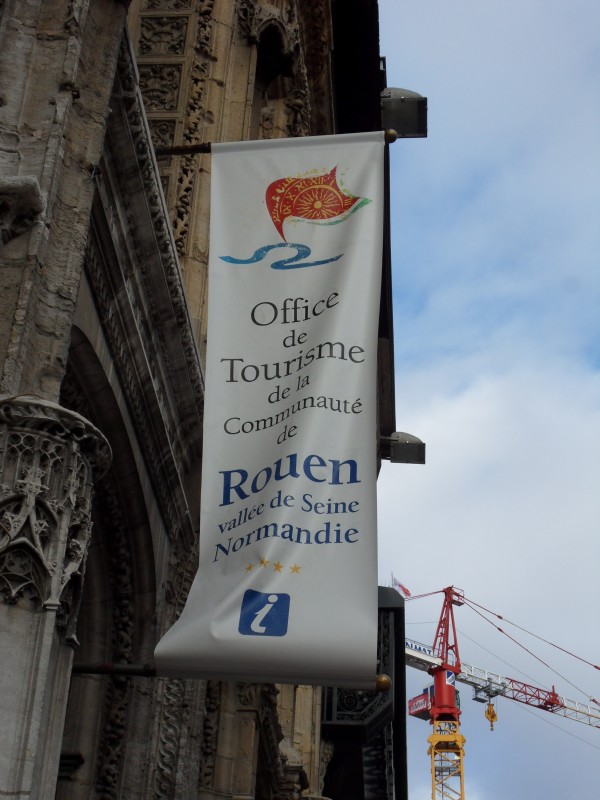 Office
de
Tourisme
de la
Communauté
de
Rouen
vallée de Seine
Normandie
i